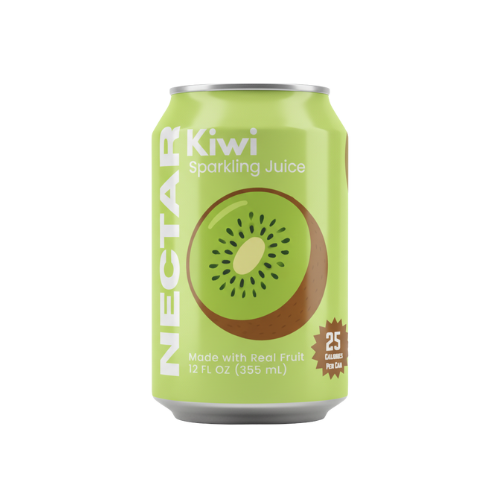 NECTAR
Kiwi
Sparkling Juice
Made with Real Fruit
12 FL OZ (355 mL)
25
CALORIES
PER CAN